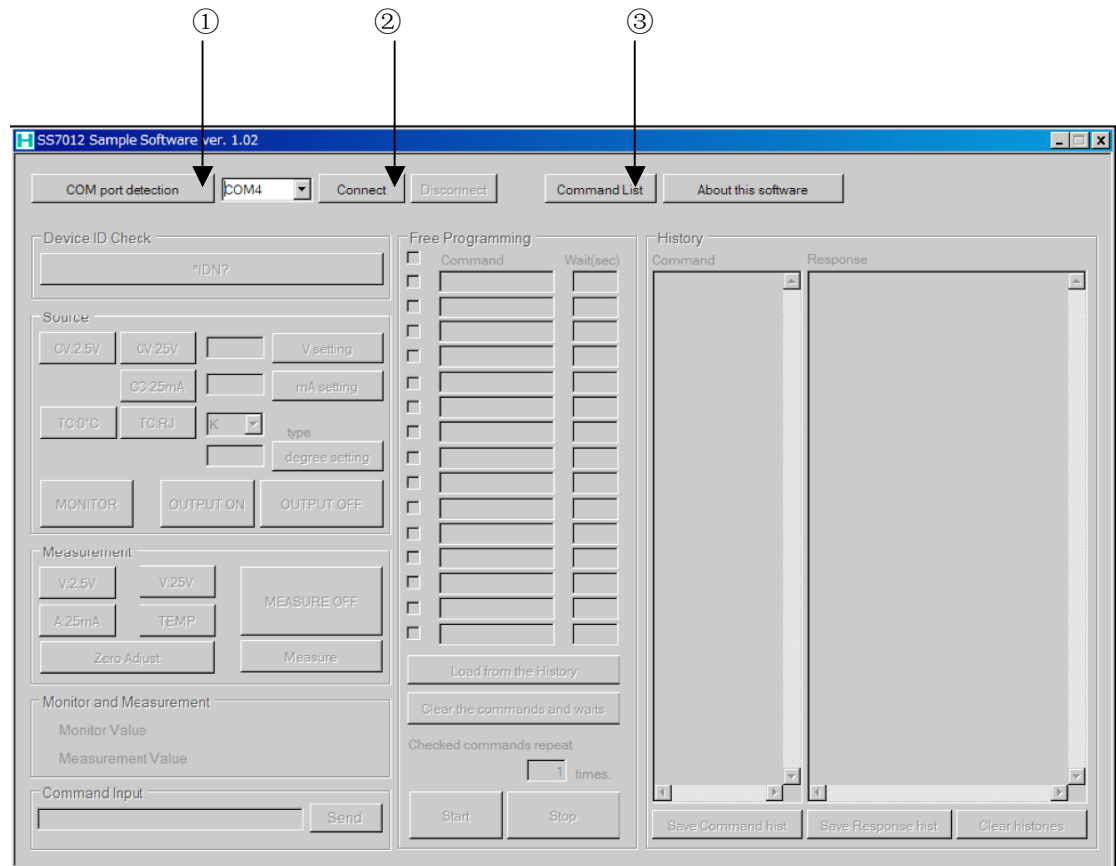 ① ② ③
SS7012 Sample Software ver. 1.02
COM port detection COM4 Connect Disconnect Command List About this software
Device ID Check
*IDN?
Source
CV:2.5V CV:25V V setting
CC:25mA mA setting
TC:0°C TC:RJ K type
degree setting
MONITOR OUTPUT ON OUTPUT OFF
Measurement
V:2.5V V:25V MEASURE OFF
A:25mA TEMP
Zero Adjust Measure
Monitor and Measurement
Monitor Value
Measurement Value
Command Input
Send
Free Programming
Command Wait(sec)
Load from the History
Clear the commands and waits
Checked commands repeat
1 times.
Start Stop
History
Command Response
Save Command hist Save Response hist Clear histories